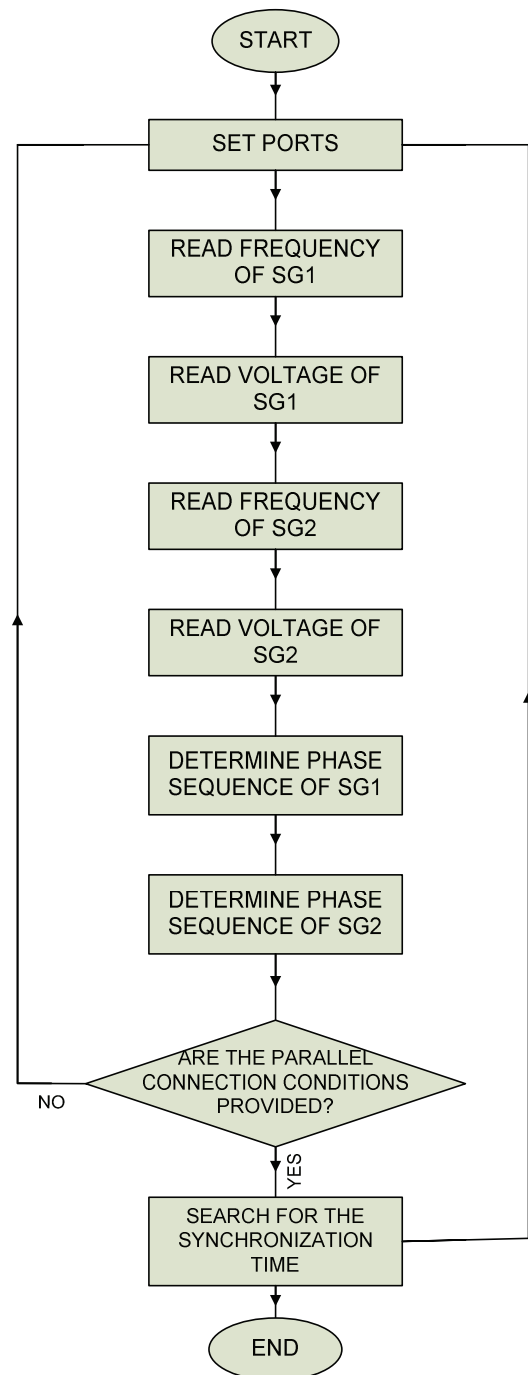 START
SET PORTS
READ FREQUENCY
OF SG1
READ VOLTAGE OF
SG1
READ FREQUENCY
OF SG2
READ VOLTAGE OF
SG2
DETERMINE PHASE
SEQUENCE OF SG1
DETERMINE PHASE
SEQUENCE OF SG2
ARE THE PARALLEL
CONNECTION CONDITIONS
PROVIDED?
NO
YES
SEARCH FOR THE
SYNCHRONIZATION
TIME
END